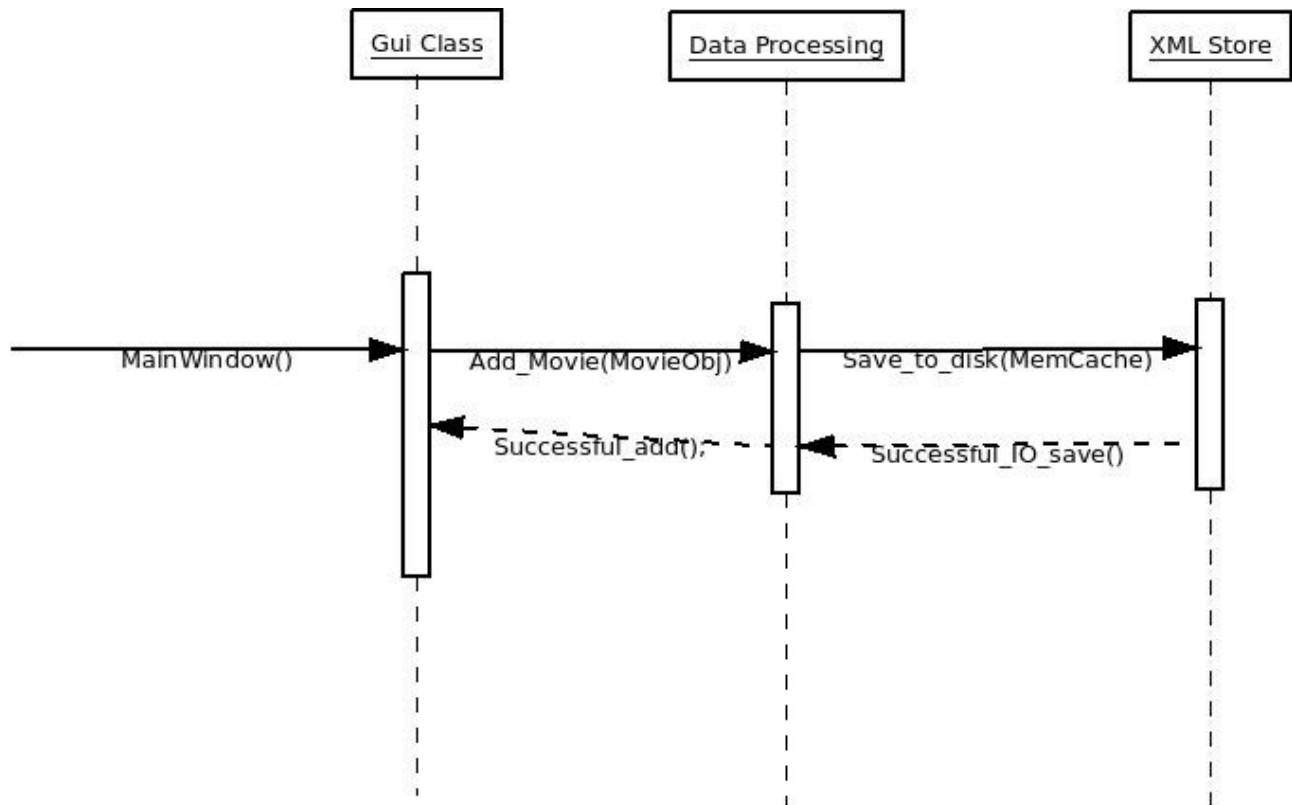 Gui Class
Data Processing
XML Store
MainWindow()
Add_Movie(MovieObj)
Save_to_disk(MemCache)
Successful_add();
Successful_IO_save()